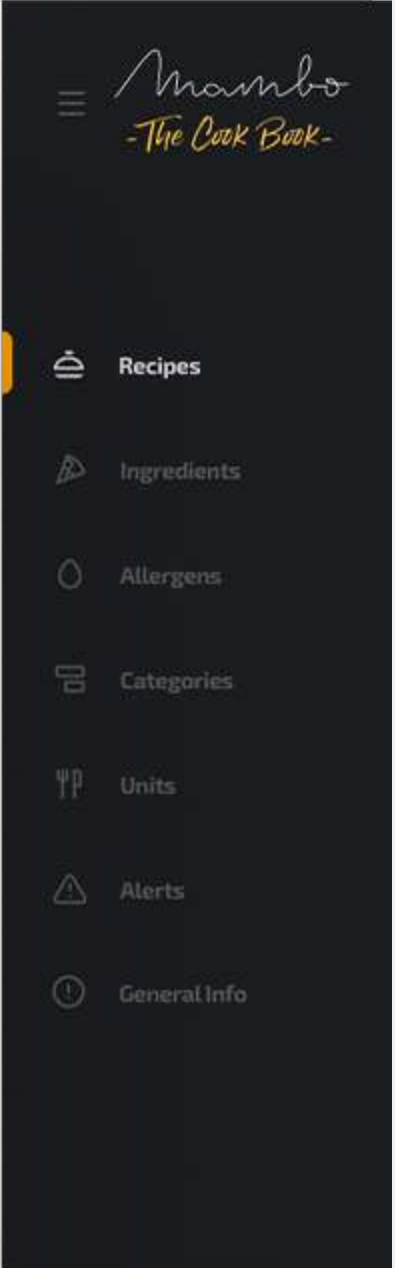 Mambo
-The Cook Book-
Recipes
Ingredients
Allergens
Categories
Units
Alerts
General Info